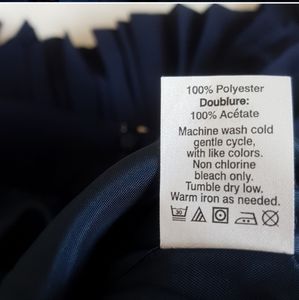 100% Polyester
Doublure:
100% Acétate
Machine wash cold
gentle cycle,
with like colors.
Non chlorine
bleach only.
Tumble dry low.
Warm iron as needed.
30